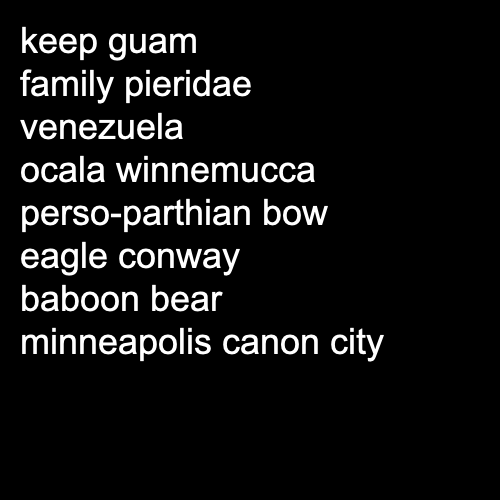 keep guam
family pieridae
venezuela
ocala winnemucca
perso-parthian bow
eagle conway
baboon bear
minneapolis canon city